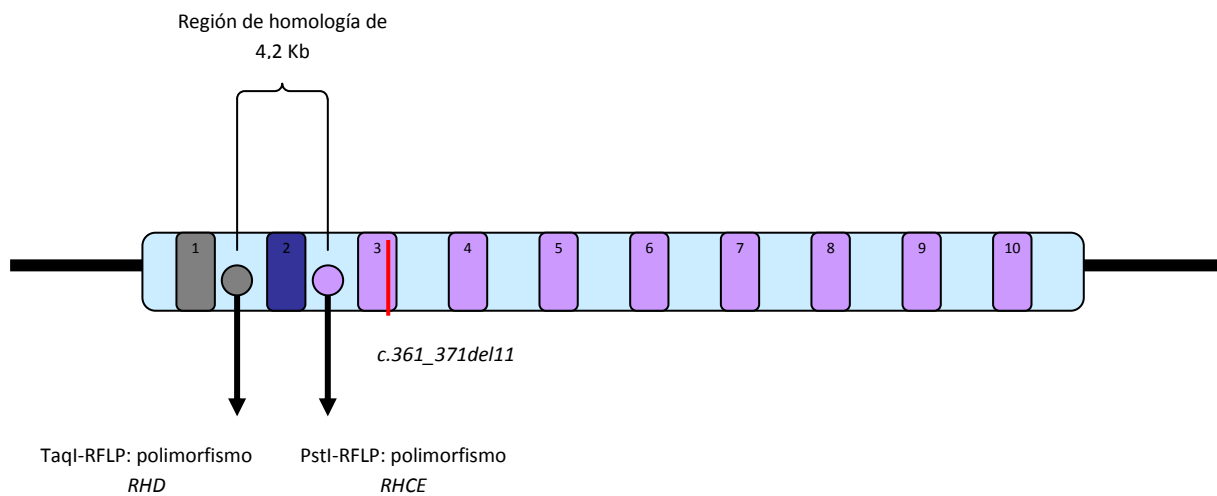 Región de homología de
4,2 Kb
1 2 3 4 5 6 7 8 9 10
c.361_371del11
TaqI-RFLP: polimorfismo
RHD
PstI-RFLP: polimorfismo
RHCE